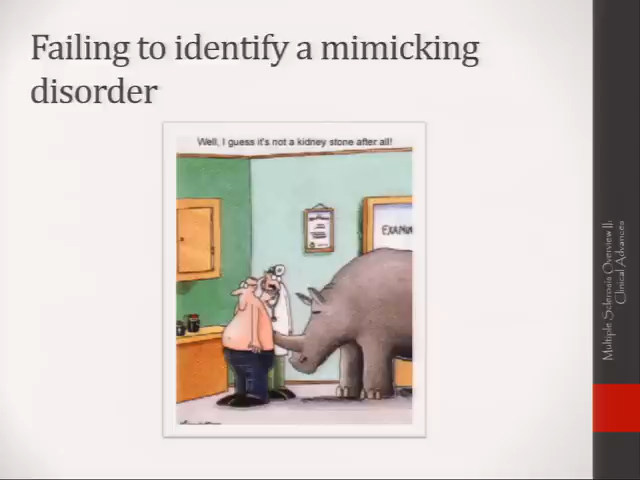 Failing to identify a mimicking
disorder
Well, I guess it's not a kidney stone after all!
Multiple Sclerosis Overview II:
Clinical Advances